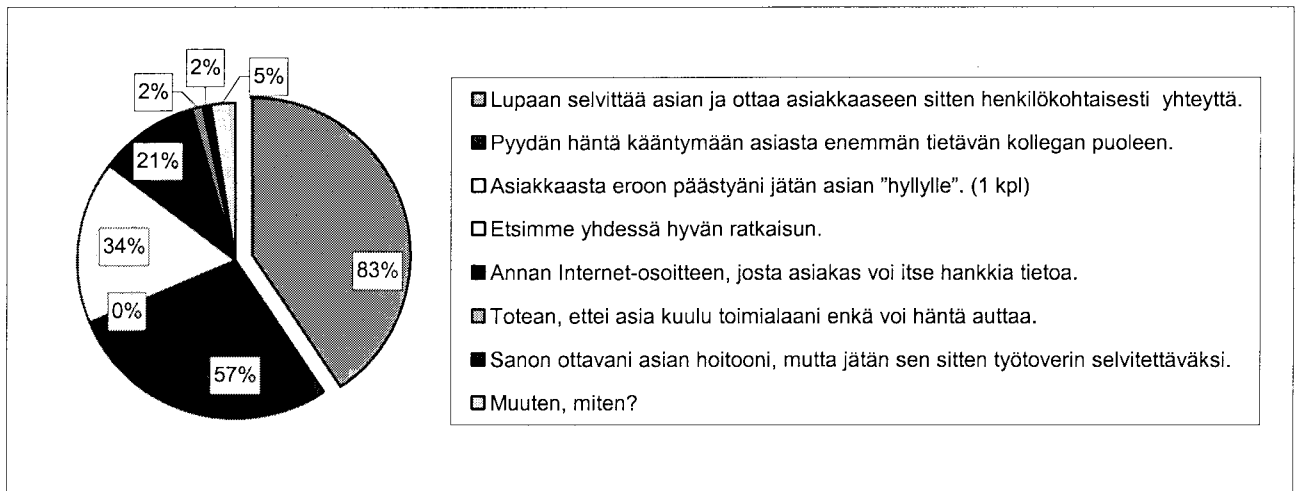 2%
2%
5%
21%
34%
0%
57%
83%
Lupaan selvittää asian ja ottaa asiakkaaseen sitten henkilökohtaisesti yhteyttä.
Pyydän häntä kääntymään asiasta enemmän tietävän kollegan puoleen.
Asiakkaasta eroon päästyäni jätän asian "hyllylle". (1 kpl)
Etsimme yhdessä hyvän ratkaisun.
Annan Internet-osoitteen, josta asiakas voi itse hankkia tietoa.
Totean, ettei asia kuulu toimialaani enkä voi häntä auttaa.
Sanon ottavani asian hoitooni, mutta jätän sen sitten työtoverin selvitettäväksi.
Muuten, miten?